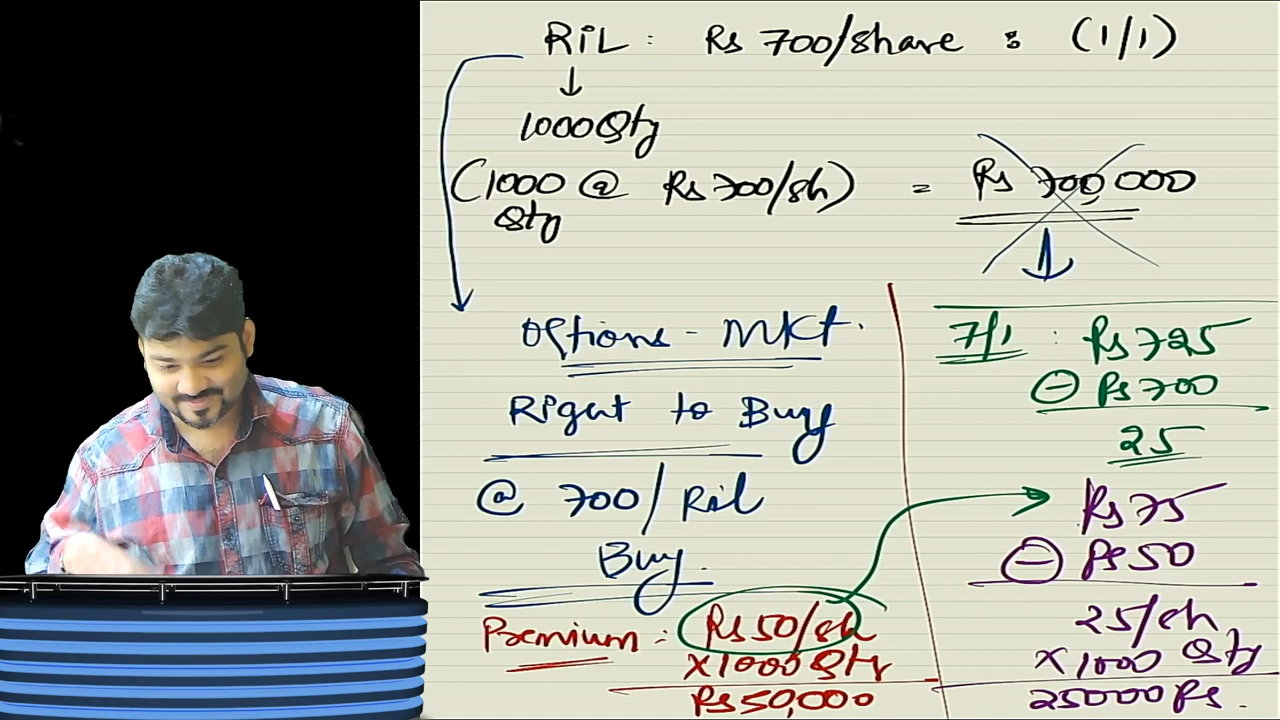 RiL : Rs 700/share : (1/1)
↓
1000 Qty
(1000 @ Rs 700/sh) = Rs 700,000
Qty
Options - MKt.
Right to Buy
@ 700/Ril
Buy.
Premium : Rs 50/sh
x1000 Qty
Rs 50,000
7/1 : Rs 725
- Rs 700
25
Rs 75
- Rs 50
25/sh
x 1000 Qty
25000 Rs.